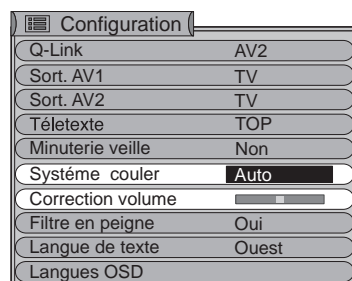 Configuration
Q-Link AV2
Sort. AV1 TV
Sort. AV2 TV
Téletexte TOP
Minuterie veille Non
Systéme couler Auto
Correction volume
Filtre en peigne Oui
Langue de texte Ouest
Langues OSD